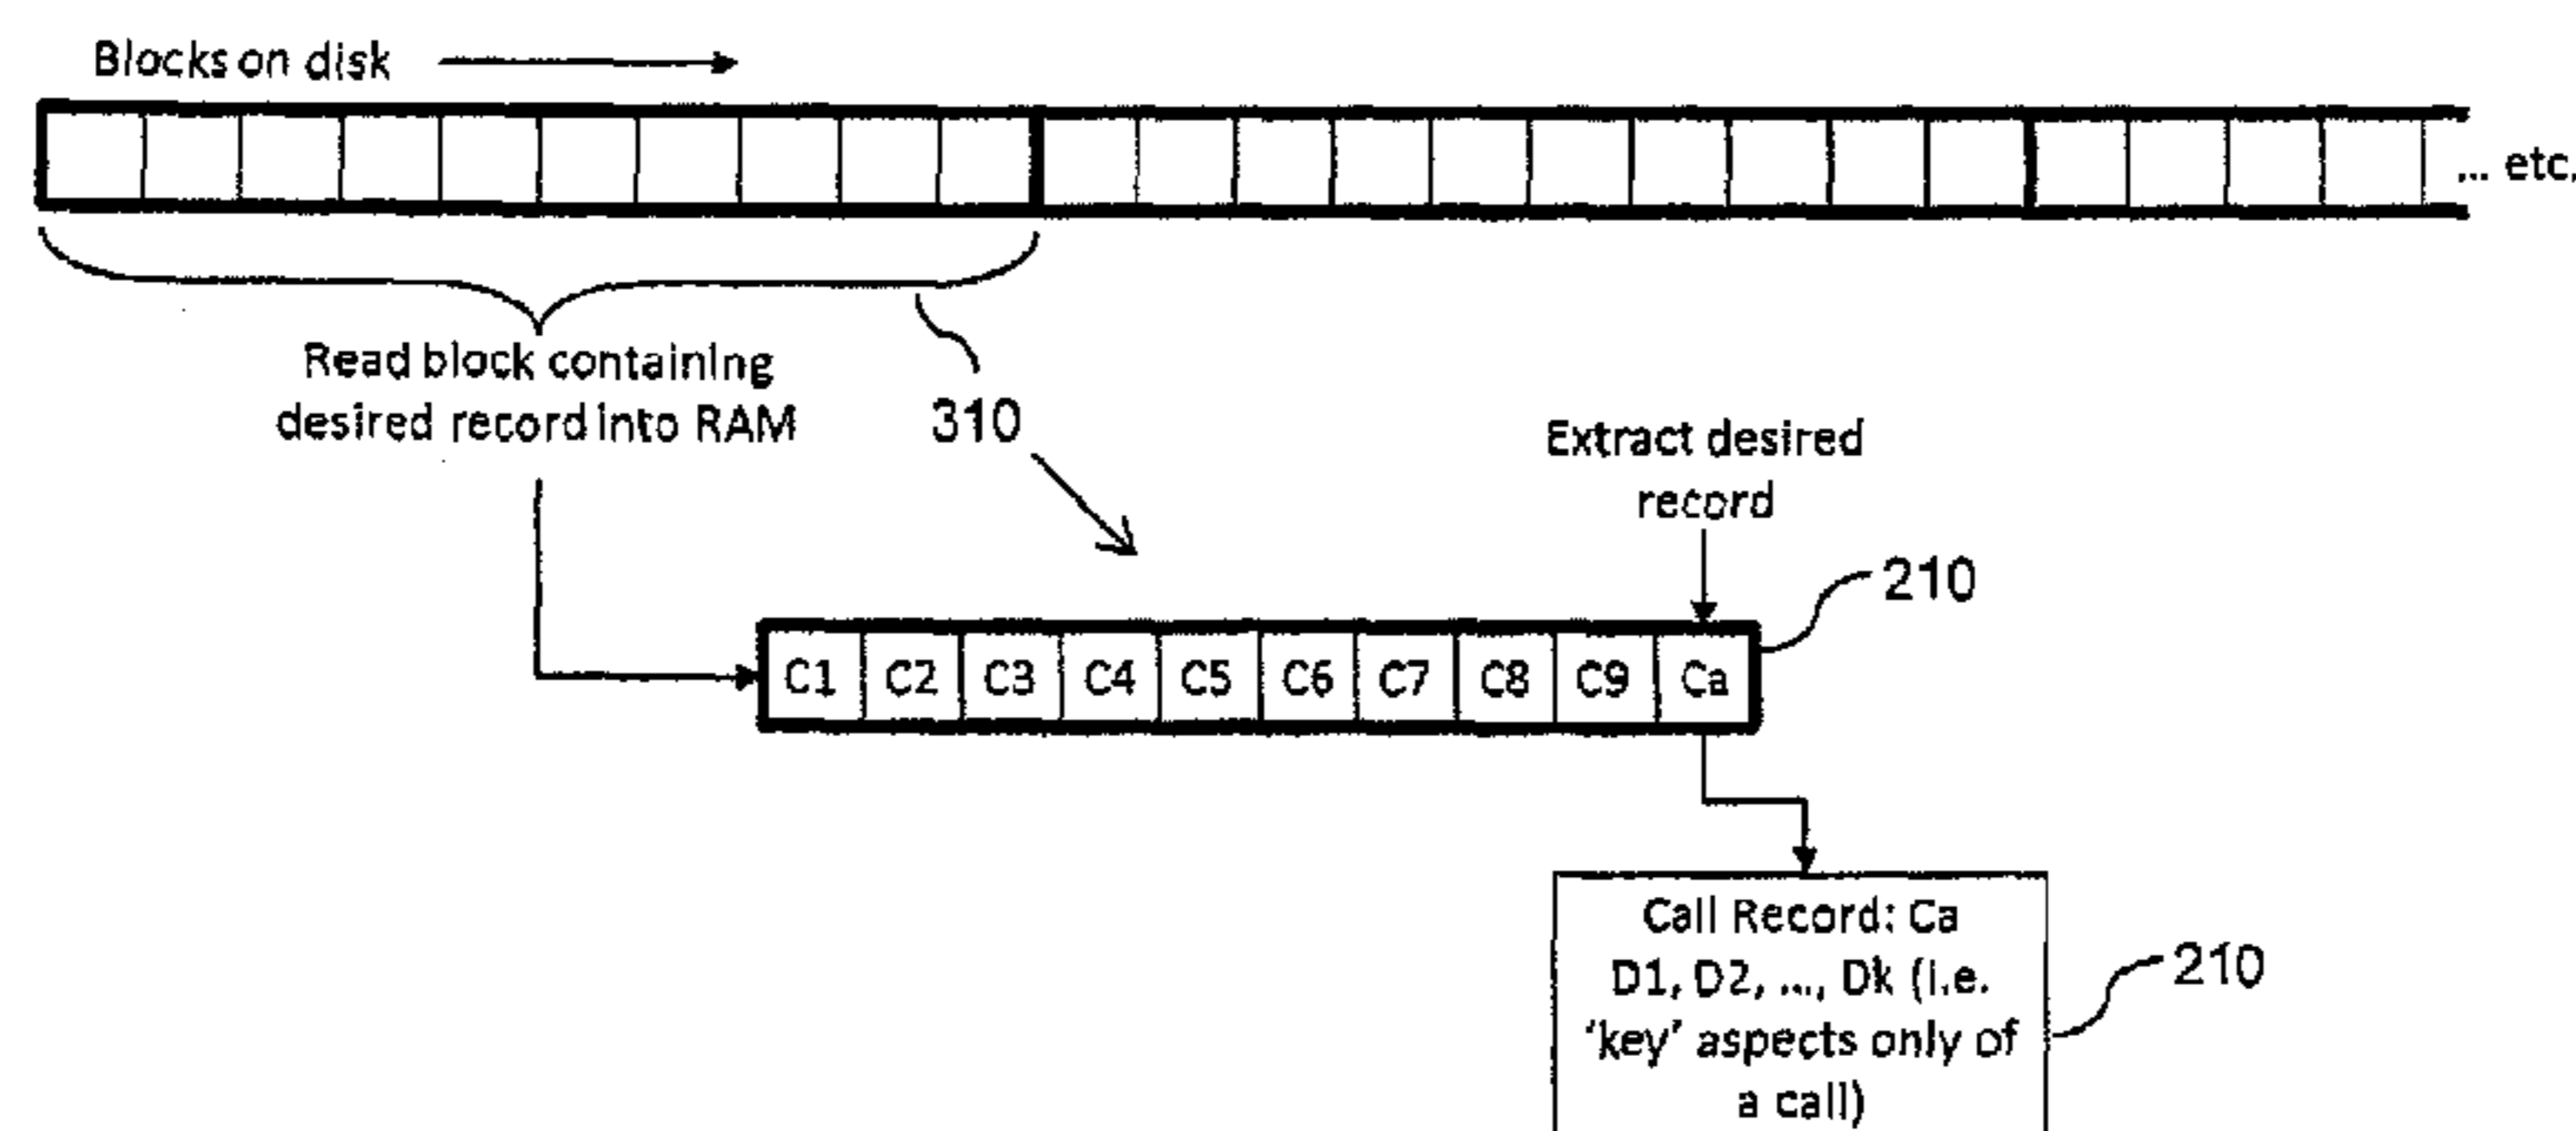 Blocks on disk
... etc.
Read block containing
desired record into RAM
310
Extract desired
record
210
C1 C2 C3 C4 C5 C6 C7 C8 C9 Ca
Call Record: Ca
D1, D2, ..., Dk (i.e.
'key' aspects only of
a call)
210